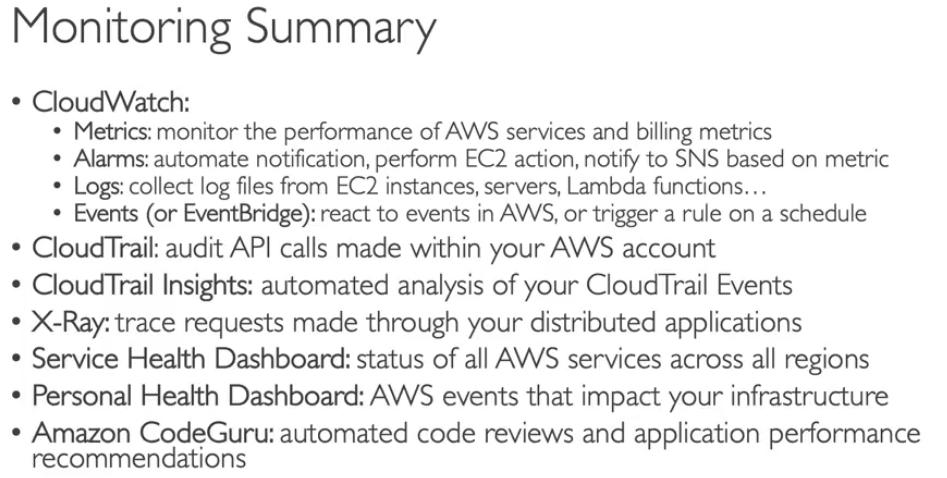 Monitoring Summary
• CloudWatch:
• Metrics: monitor the performance of AWS services and billing metrics
• Alarms: automate notification, perform EC2 action, notify to SNS based on metric
• Logs: collect log files from EC2 instances, servers, Lambda functions…
• Events (or EventBridge): react to events in AWS, or trigger a rule on a schedule
• CloudTrail: audit API calls made within your AWS account
• CloudTrail Insights: automated analysis of your CloudTrail Events
• X-Ray: trace requests made through your distributed applications
• Service Health Dashboard: status of all AWS services across all regions
• Personal Health Dashboard: AWS events that impact your infrastructure
• Amazon CodeGuru: automated code reviews and application performance
recommendations